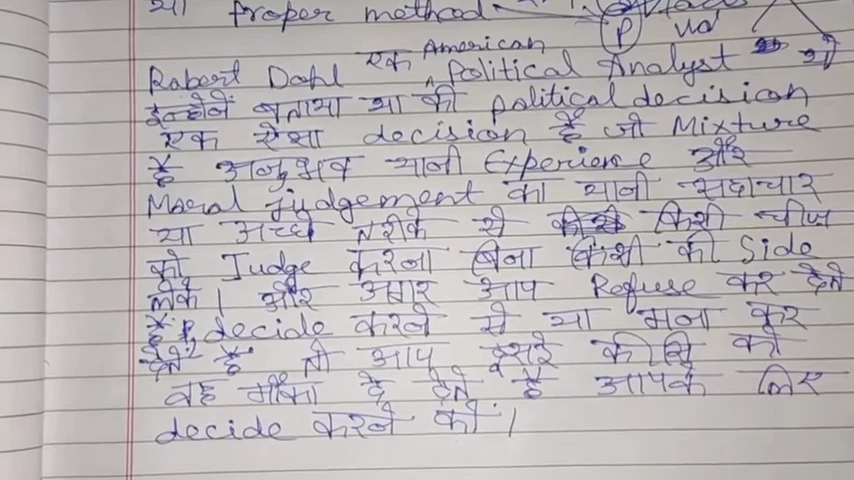 या proper method
P
Robert Dahl एक American Political Analyst थे
इन्होने बताया था की political decision
एक ऐसा decision हैं जो Mixture
हैं अनुभव यानी Experience और
Moral Judgement का यानी सदाचार
या अच्छे तरीके से किसी चीज
को Judge करना बिना किसी की Side
लेके। और अगर आप Refuse कर देते
हैं decide करने से या मना कर
देते हैं तो आप दूसरे को
वह मौका दे देते हैं आपके लिए
decide करने की।